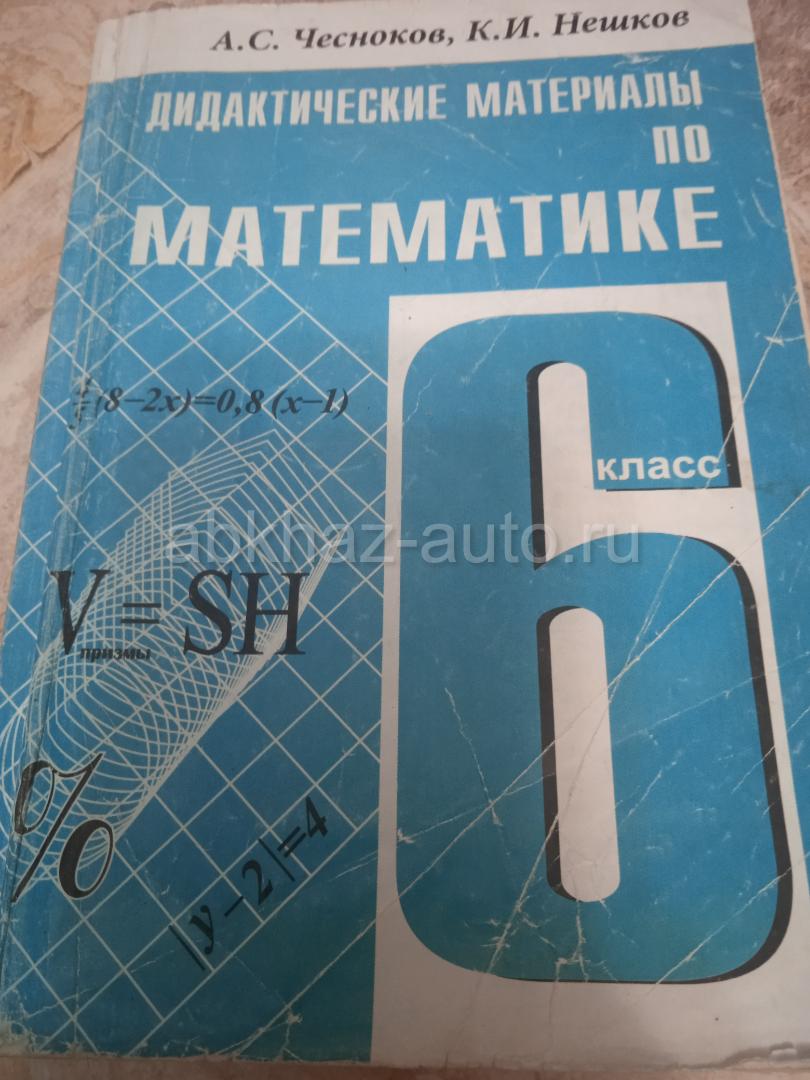 А.С. Чесноков, К.И. Нешков
ДИДАКТИЧЕСКИЕ МАТЕРИАЛЫ
ПО
МАТЕМАТИКЕ
(8–2x)=0,8 (x–1)
6
класс
abkhaz-auto.ru
V призмы = SH
%
|y – 2|=4